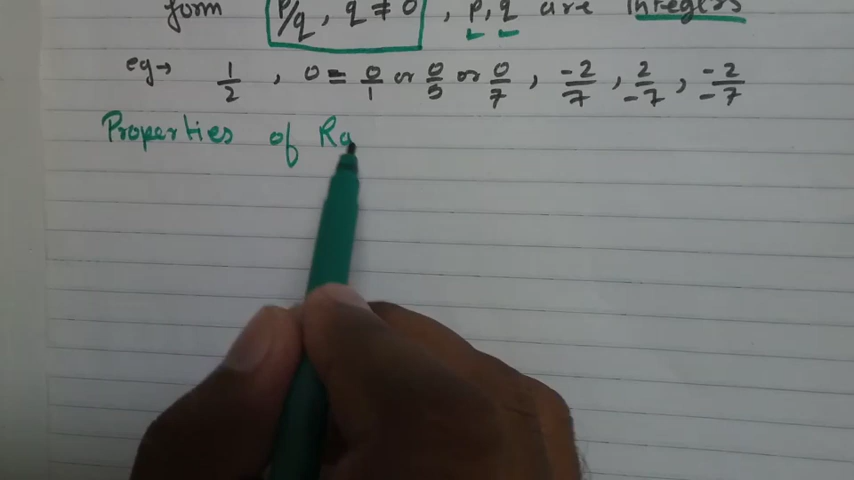 form p/q, q ≠ 0, p, q are integers
eg→ 1/2, 0 = 0/1 or 0/5 or 0/7, -2/7, 2/-7, -2/-7
Properties of Ra